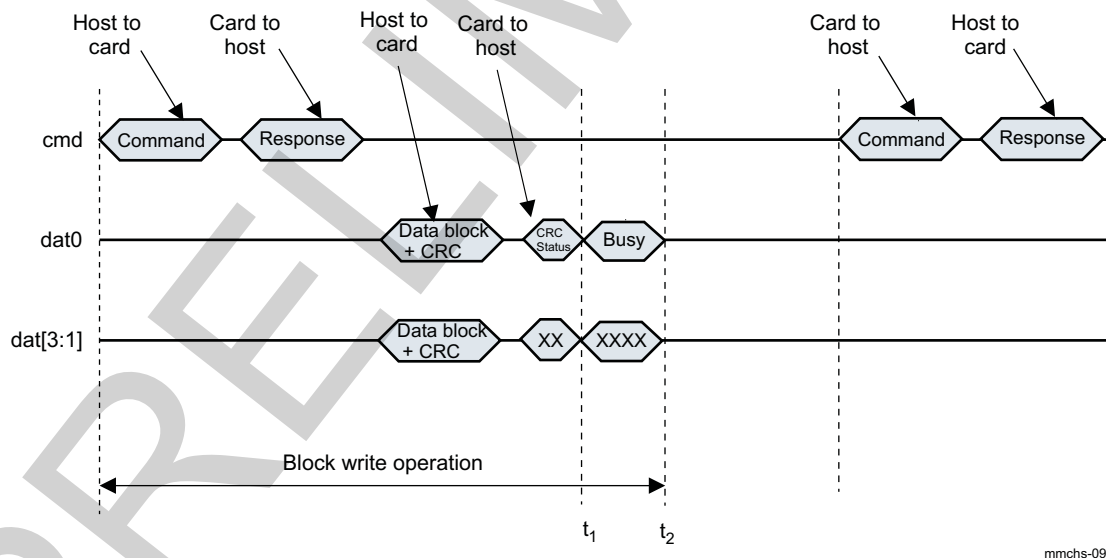 Host to
card
Card to
host
Host to
card
Card to
host
Card to
host
Host to
card
cmd
Command
Response
Command
Response
dat0
Data block
+ CRC
CRC
Status
Busy
dat[3:1]
Data block
+ CRC
XX
XXXX
Block write operation
t1
t2
mmchs-09